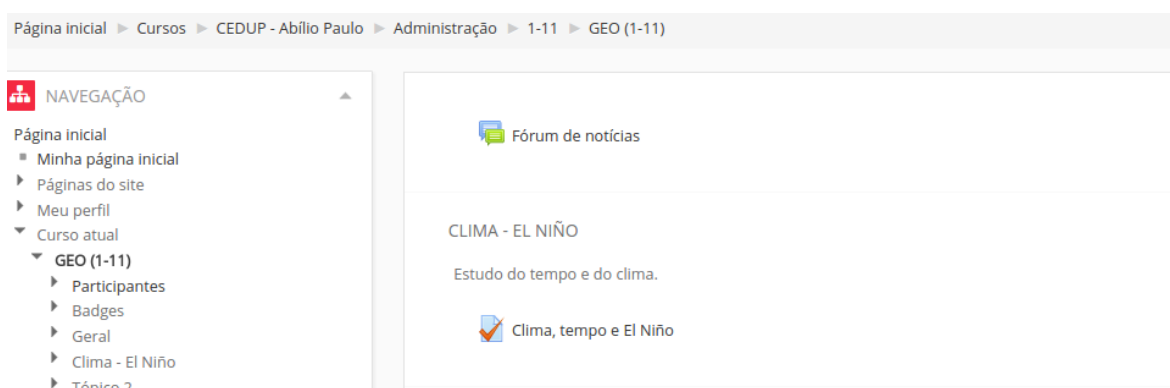 Página inicial Cursos CEDUP - Abílio Paulo Administração 1-11 GEO (1-11)
NAVEGAÇÃO
Página inicial
Minha página inicial
Páginas do site
Meu perfil
Curso atual
GEO (1-11)
Participantes
Badges
Geral
Clima - El Niño
Tópico 2
Fórum de notícias
CLIMA - EL NIÑO
Estudo do tempo e do clima.
Clima, tempo e El Niño